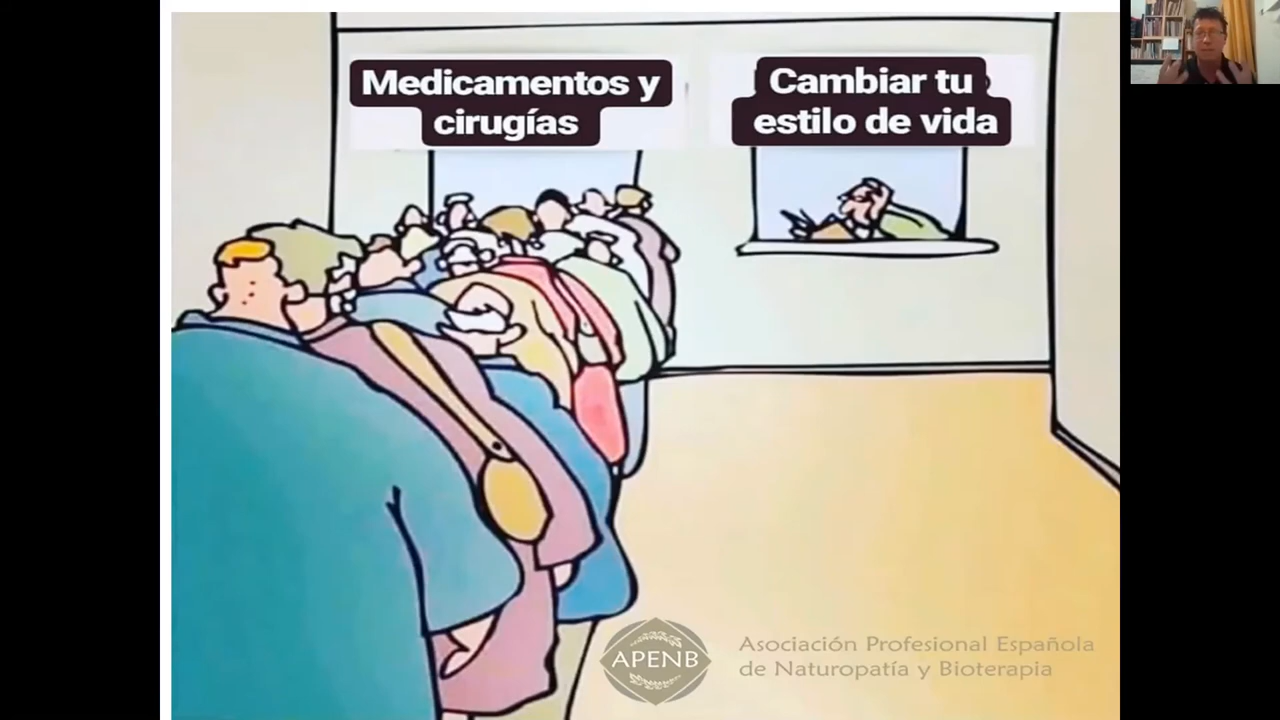 Medicamentos y
cirugías
Cambiar tu
estilo de vida
APENB
Asociación Profesional Española
de Naturopatía y Bioterapia